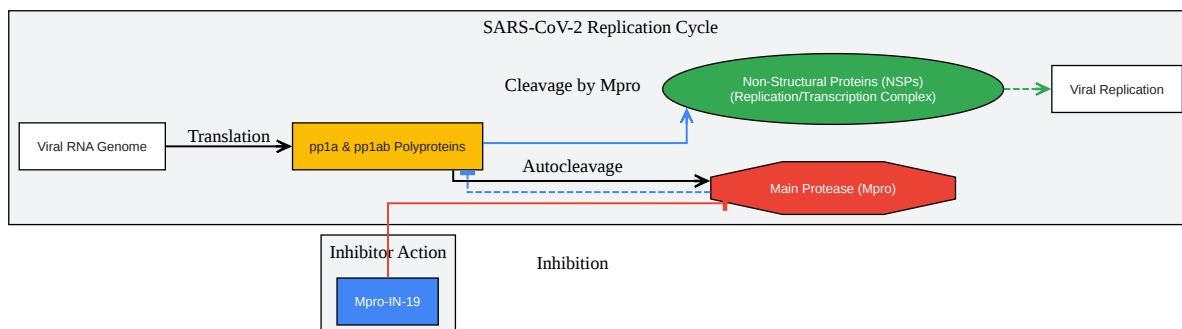 SARS-CoV-2 Replication Cycle
Cleavage by Mpro
Non-Structural Proteins (NSPs)
(Replication/Transcription Complex)
Viral Replication
Viral RNA Genome
Translation
pp1a & pp1ab Polyproteins
Autocleavage
Main Protease (Mpro)
Inhibitor Action
Inhibition
Mpro-IN-19